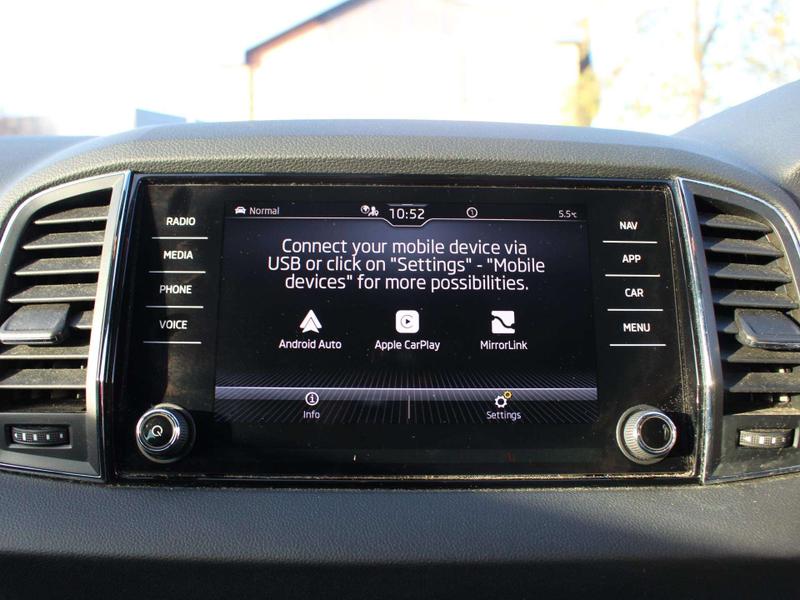 Normal
10:52
5.5°C
RADIO
MEDIA
PHONE
VOICE
Connect your mobile device via
USB or click on "Settings" - "Mobile
devices" for more possibilities.
Android Auto
Apple CarPlay
MirrorLink
Info
Settings
NAV
APP
CAR
MENU